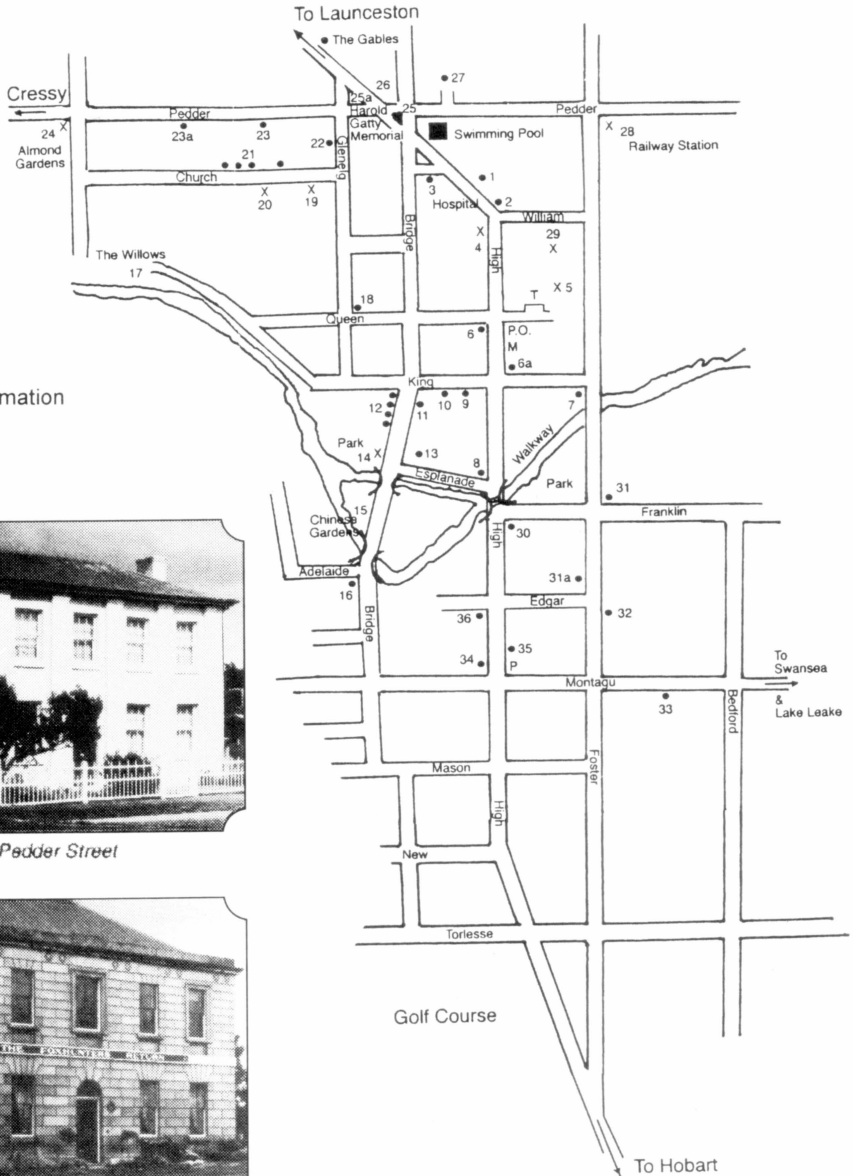 To Launceston
The Gables
27
26
Cressy
25a
25
Pedder
Harold
Gatty
Memorial
Pedder
24 X
23a
23
22
Glenelg
Swimming Pool
X 28
Railway Station
Almond
Gardens
21
Church
X
20
X
19
3
1
2
Hospital
William
X
4
29
X
Bridge
High
The Willows
17
X 5
T
18
Queen
6
P.O.
M
6a
King
mation
12
11
10
9
7
Park
14 X
13
8
Walkway
Esplanade
Park
31
15
Chinese
Gardens
Franklin
High
30
Adelaide
16
31a
Edgar
Bridge
36
32
35
34
P
To
Swansea
&
Lake Leake
Montagu
33
Bedford
Foster
Mason
High
Pedder Street
New
Torlesse
Golf Course
THE FOXHUNTERS RETURN
To Hobart